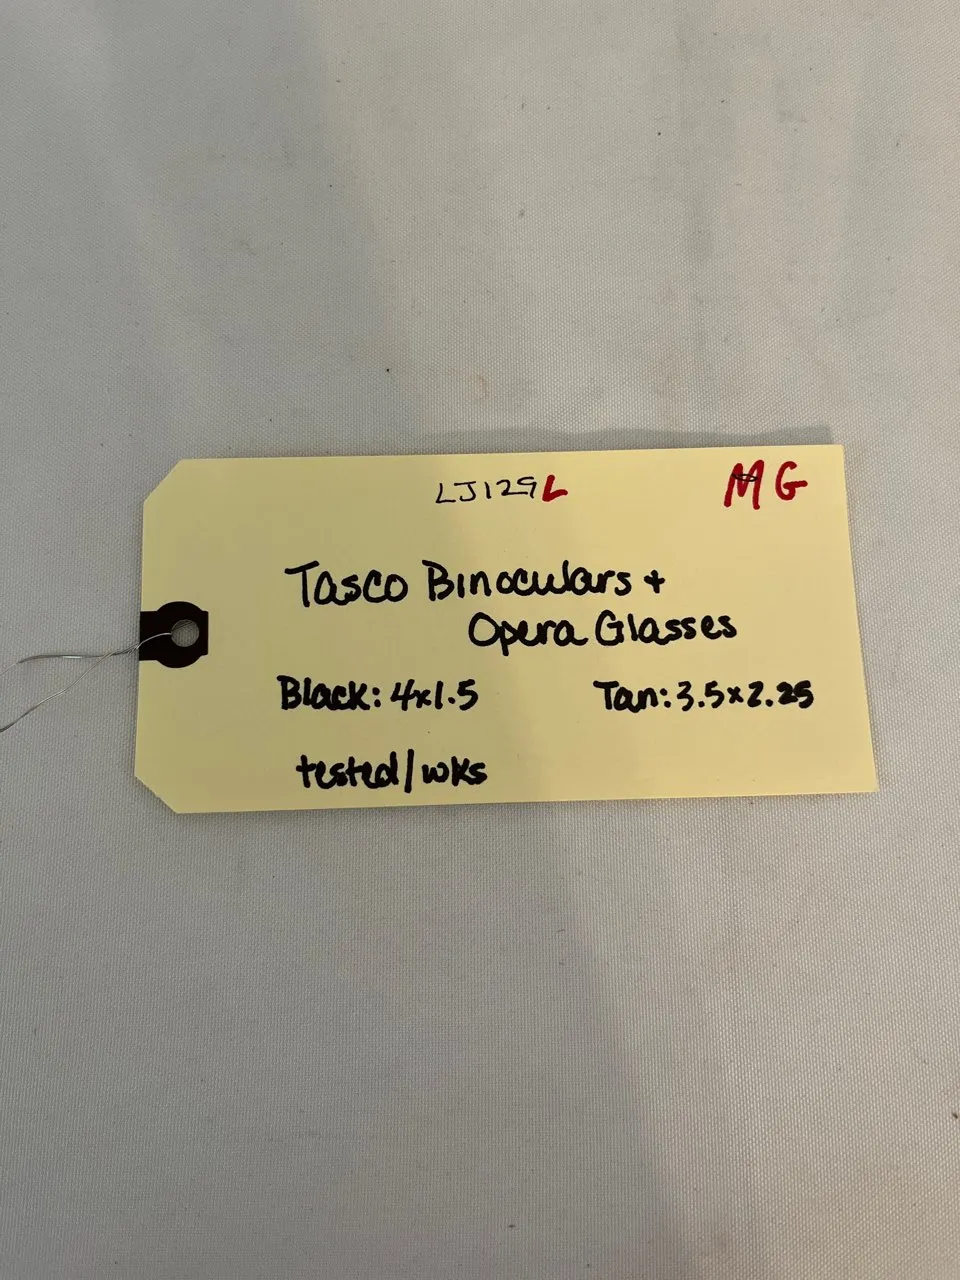 LJ129L MG
Tasco Binoculars +
Opera Glasses
Black: 4x1.5 Tan: 3.5x2.25
tested/wks